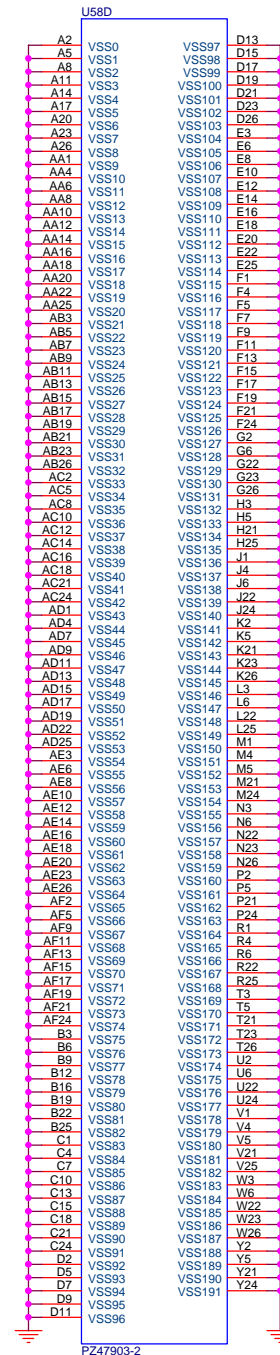 U58D
A2 VSS0 VSS97 D13
A5 VSS1 VSS98 D15
A8 VSS2 VSS99 D17
A11 VSS3 VSS100 D19
A14 VSS4 VSS101 D21
A17 VSS5 VSS102 D23
A20 VSS6 VSS103 D26
A23 VSS7 VSS104 E3
A26 VSS8 VSS105 E6
AA1 VSS9 VSS106 E8
AA4 VSS10 VSS107 E10
AA6 VSS11 VSS108 E12
AA8 VSS12 VSS109 E14
AA10 VSS13 VSS110 E16
AA12 VSS14 VSS111 E18
AA14 VSS15 VSS112 E20
AA16 VSS16 VSS113 E22
AA18 VSS17 VSS114 E25
AA20 VSS18 VSS115 F1
AA22 VSS19 VSS116 F4
AA25 VSS20 VSS117 F5
AB3 VSS21 VSS118 F7
AB5 VSS22 VSS119 F9
AB7 VSS23 VSS120 F11
AB9 VSS24 VSS121 F13
AB11 VSS25 VSS122 F15
AB13 VSS26 VSS123 F17
AB15 VSS27 VSS124 F19
AB17 VSS28 VSS125 F21
AB19 VSS29 VSS126 F24
AB21 VSS30 VSS127 G2
AB23 VSS31 VSS128 G6
AB26 VSS32 VSS129 G22
AC2 VSS33 VSS130 G23
AC5 VSS34 VSS131 G26
AC8 VSS35 VSS132 H3
AC10 VSS36 VSS133 H5
AC12 VSS37 VSS134 H21
AC14 VSS38 VSS135 H25
AC16 VSS39 VSS136 J1
AC18 VSS40 VSS137 J4
AC21 VSS41 VSS138 J6
AC24 VSS42 VSS139 J22
AD1 VSS43 VSS140 J24
AD4 VSS44 VSS141 K2
AD7 VSS45 VSS142 K5
AD9 VSS46 VSS143 K21
AD11 VSS47 VSS144 K23
AD13 VSS48 VSS145 K26
AD15 VSS49 VSS146 L3
AD17 VSS50 VSS147 L6
AD19 VSS51 VSS148 L22
AD22 VSS52 VSS149 L25
AD25 VSS53 VSS150 M1
AE3 VSS54 VSS151 M4
AE6 VSS55 VSS152 M5
AE8 VSS56 VSS153 M21
AE10 VSS57 VSS154 M24
AE12 VSS58 VSS155 N3
AE14 VSS59 VSS156 N6
AE16 VSS60 VSS157 N22
AE18 VSS61 VSS158 N23
AE20 VSS62 VSS159 N26
AE23 VSS63 VSS160 P2
AE26 VSS64 VSS161 P5
AF2 VSS65 VSS162 P21
AF5 VSS66 VSS163 P24
AF9 VSS67 VSS164 R1
AF11 VSS68 VSS165 R4
AF13 VSS69 VSS166 R6
AF15 VSS70 VSS167 R22
AF17 VSS71 VSS168 R25
AF19 VSS72 VSS169 T3
AF21 VSS73 VSS170 T5
AF24 VSS74 VSS171 T21
B3 VSS75 VSS172 T23
B6 VSS76 VSS173 T26
B9 VSS77 VSS174 U2
B12 VSS78 VSS175 U6
B16 VSS79 VSS176 U22
B19 VSS80 VSS177 U24
B22 VSS81 VSS178 V1
B25 VSS82 VSS179 V4
C1 VSS83 VSS180 V5
C4 VSS84 VSS181 V21
C7 VSS85 VSS182 V25
C10 VSS86 VSS183 W3
C13 VSS87 VSS184 W6
C15 VSS88 VSS185 W22
C18 VSS89 VSS186 W23
C21 VSS90 VSS187 W26
C24 VSS91 VSS188 Y2
D2 VSS92 VSS189 Y5
D5 VSS93 VSS190 Y21
D7 VSS94 VSS191 Y24
D9 VSS95
D11 VSS96
PZ47903-2